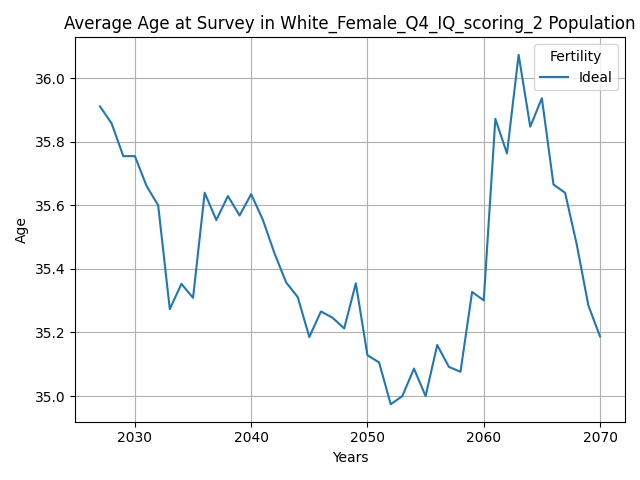 Average Age at Survey in White_Female_Q4_IQ_scoring_2 Population
Fertility
Ideal
36.0
35.8
35.6
35.4
35.2
35.0
Age
2030 2040 2050 2060 2070
Years